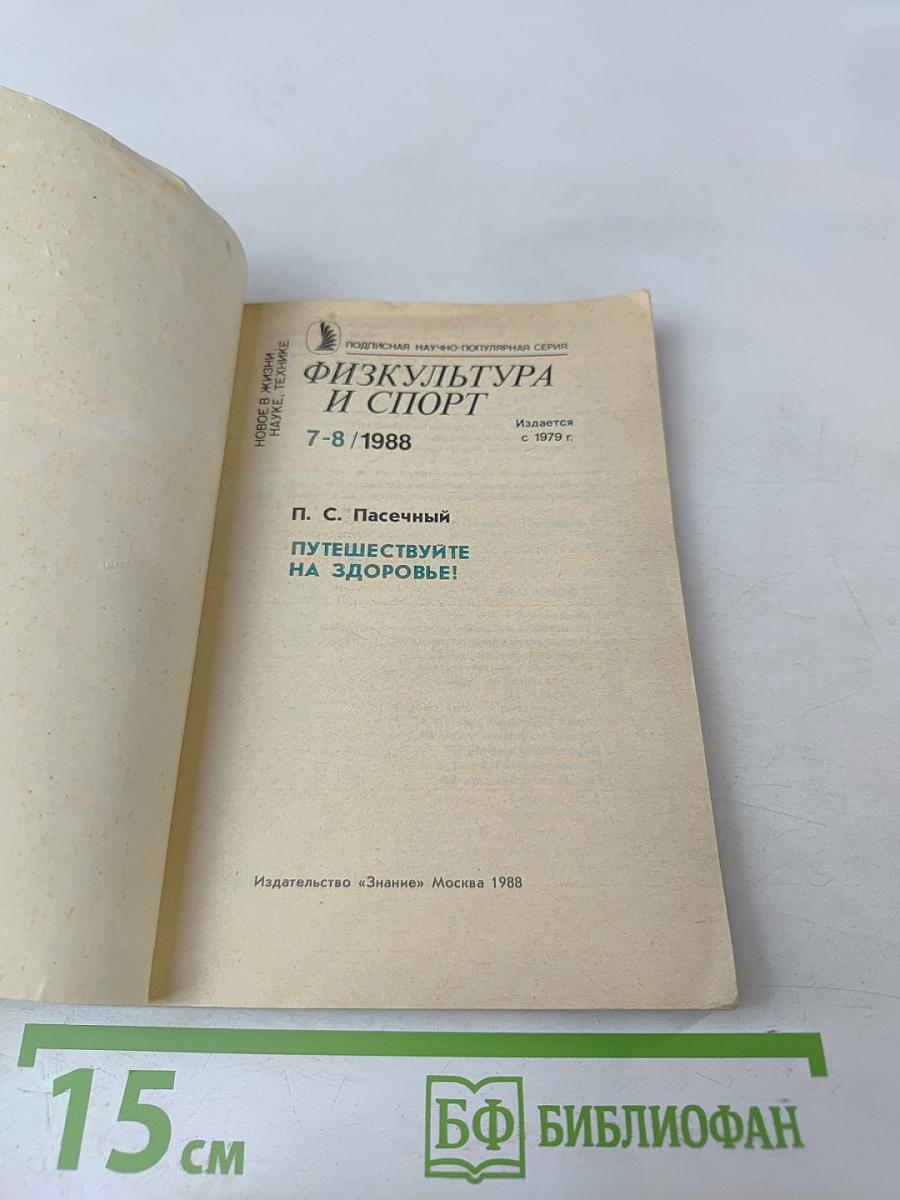 НОВОЕ В ЖИЗНИ,
НАУКЕ, ТЕХНИКЕ
ПОДПИСНАЯ НАУЧНО-ПОПУЛЯРНАЯ СЕРИЯ
ФИЗКУЛЬТУРА
И СПОРТ
7-8/1988
Издается
с 1979 г.
П. С. Пасечный
ПУТЕШЕСТВУЙТЕ
НА ЗДОРОВЬЕ!
Издательство «Знание» Москва 1988
15 см
БФ БИБЛИОФАН